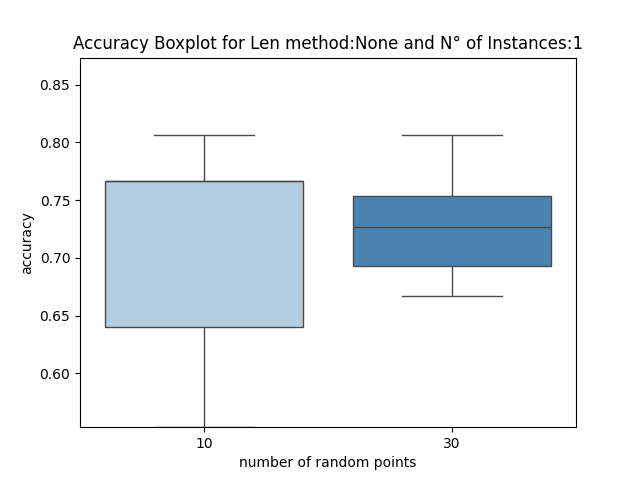 Accuracy Boxplot for Len method:None and N° of Instances:1
0.85
0.80
0.75
0.70
0.65
0.60
accuracy
10 30
number of random points